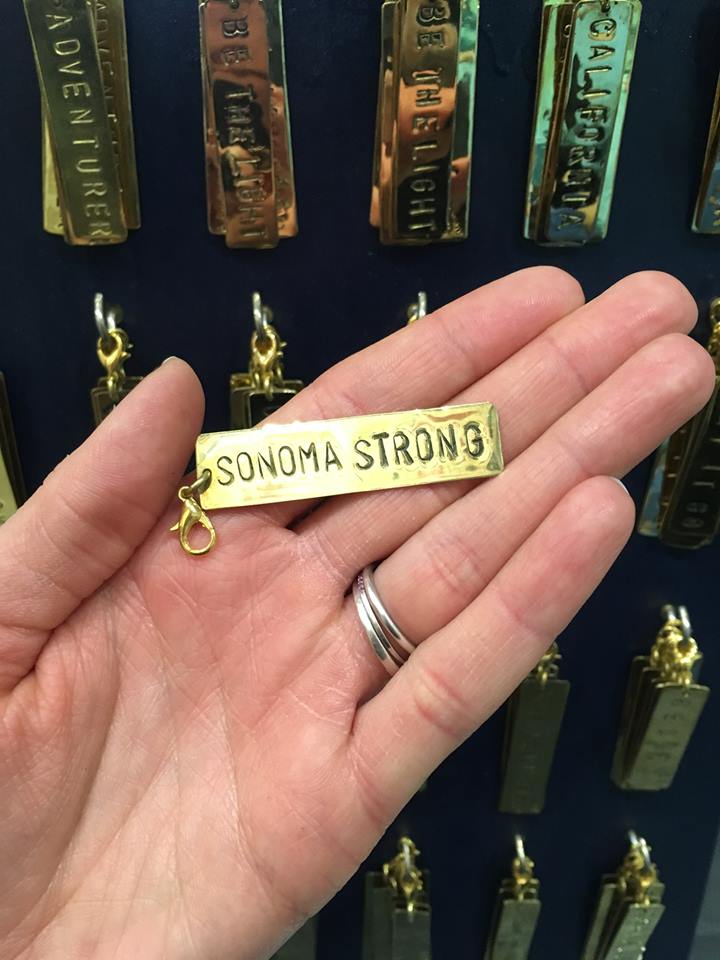 ADVENTURER
BE THE LIGHT
BE THE LIGHT
CALIFORNIA
SONOMA STRONG